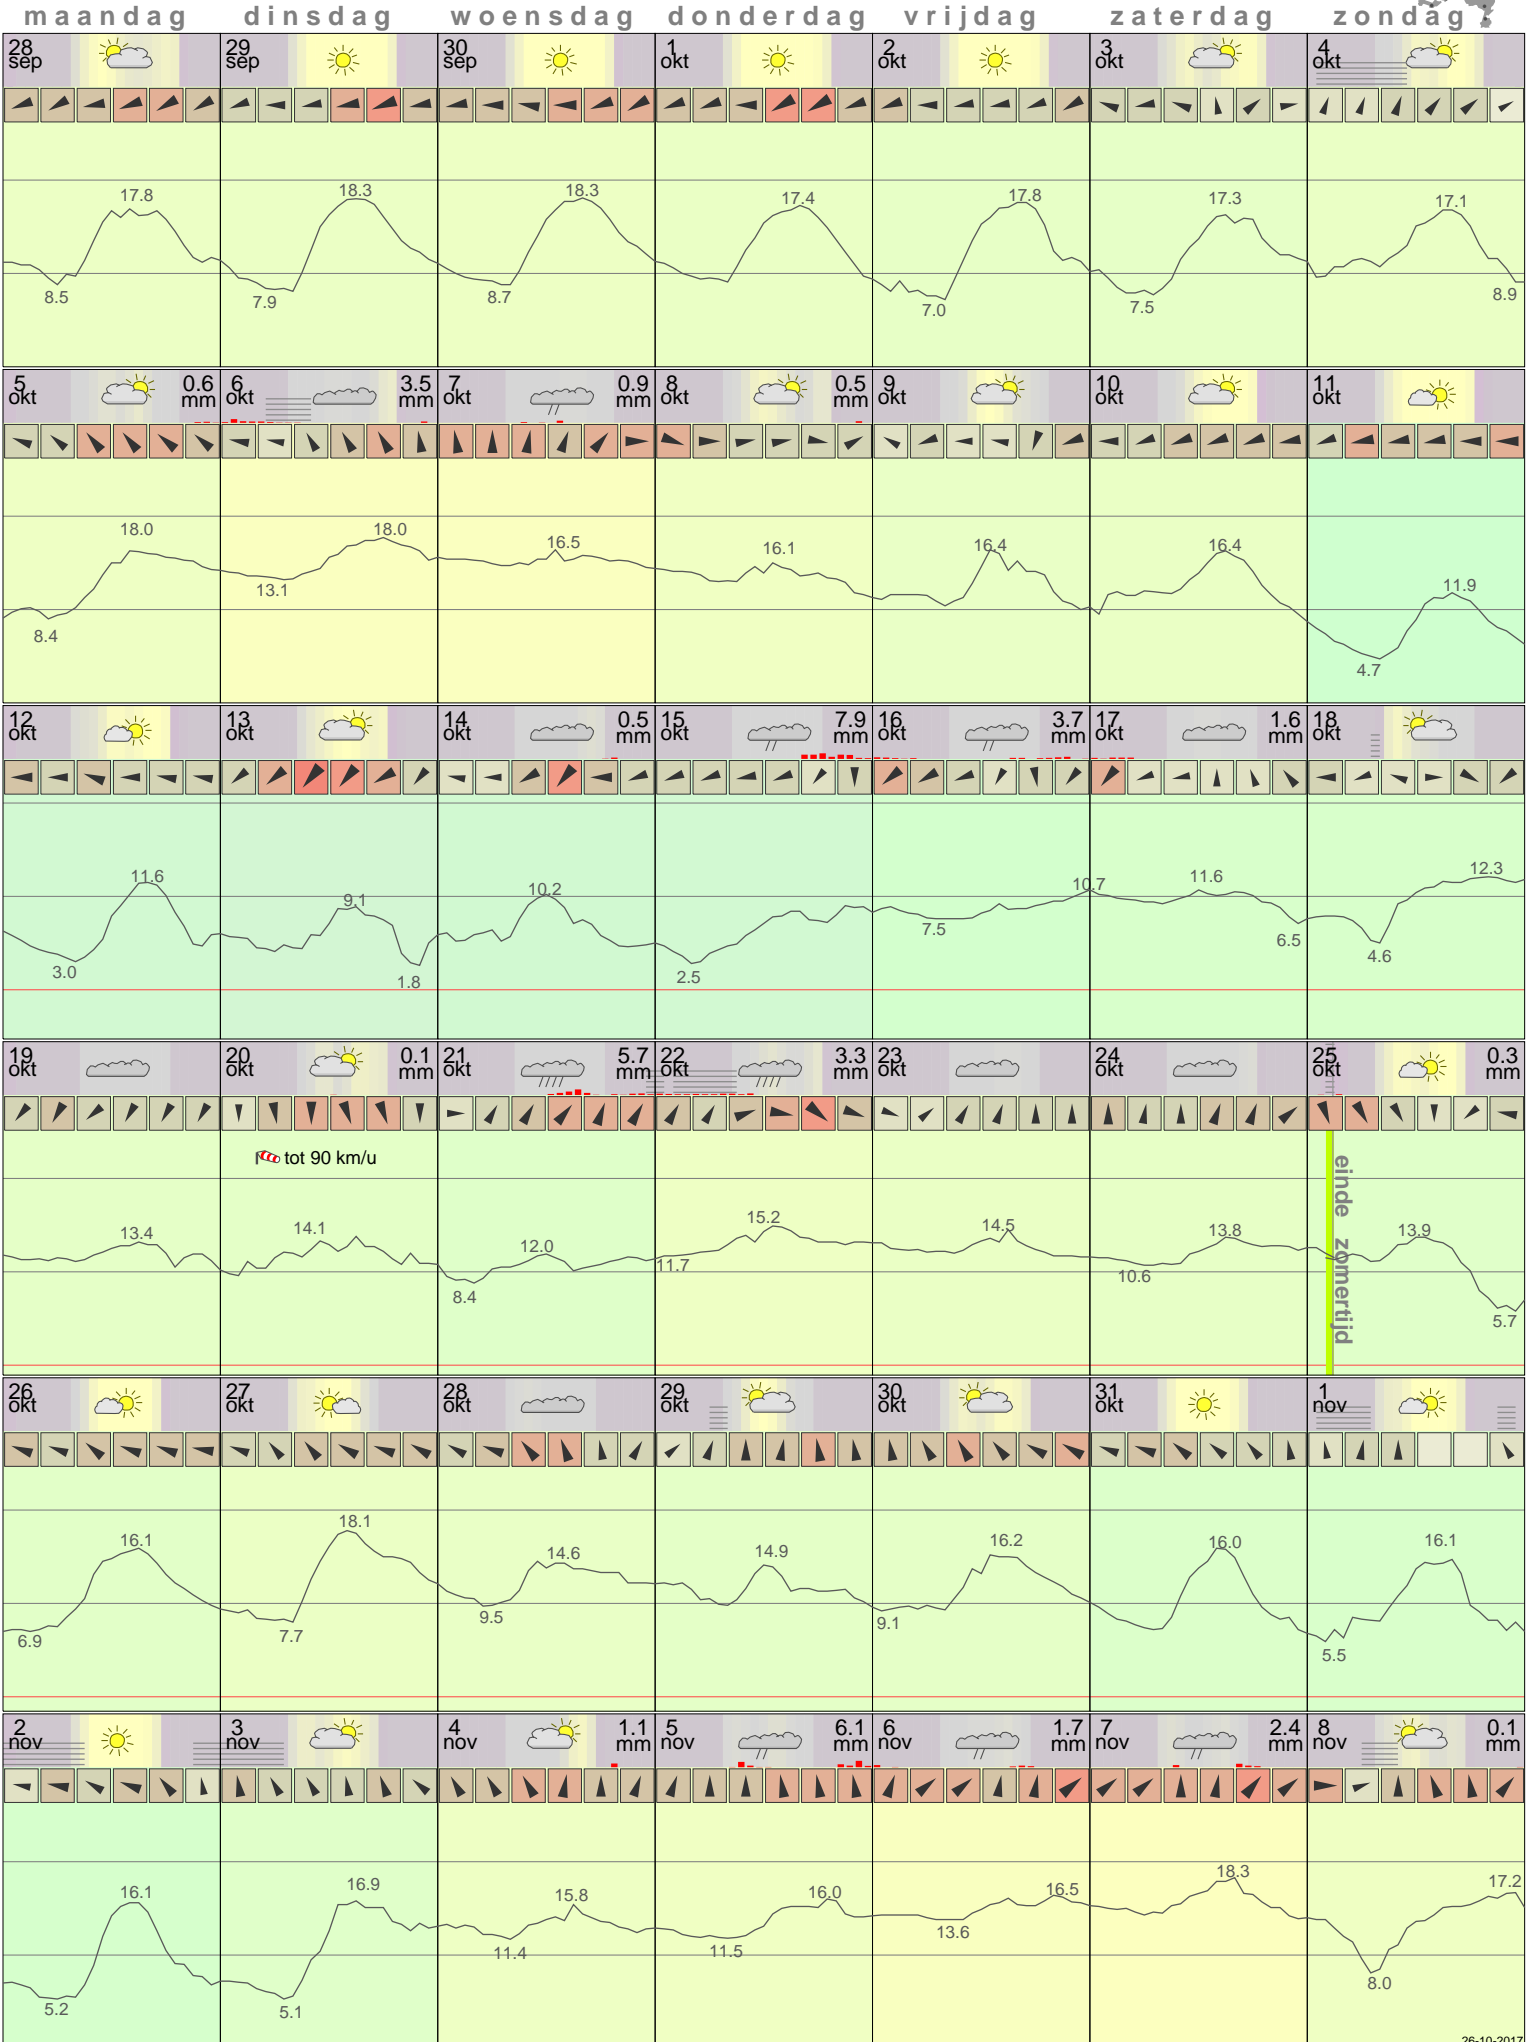 maandag dinsdag woensdag donderdag vrijdag zaterdag zondag
28 29 30 1 2 3 4
sep sep sep okt okt okt okt
17.8 18.3 18.3 17.4 17.8 17.3 17.1
8.5 7.9 8.7 7.0 7.5 8.9
5 0.6 6 3.5 7 0.9 8 0.5 9 10 11
okt mm okt mm okt mm okt mm okt okt okt
18.0 18.0 16.5 16.1 16.4 16.4 11.9
8.4 13.1 4.7
12 13 14 0.5 15 7.9 16 3.7 17 1.6 18
okt okt okt mm okt mm okt mm okt mm okt
11.6 9.1 10.2 10.7 11.6 12.3
3.0 1.8 2.5 7.5 6.5 4.6
19 20 0.1 21 5.7 22 3.3 23 24 25 0.3
okt okt mm okt mm okt mm okt okt okt mm
tot 90 km/u
einde zomertijd
13.4 14.1 12.0 15.2 14.5 13.8 13.9
8.4 11.7 10.6 5.7
26 27 28 29 30 31 1
okt okt okt okt okt okt nov
16.1 18.1 14.6 14.9 16.2 16.0 16.1
6.9 7.7 9.5 9.1 5.5
2 3 4 1.1 5 6.1 6 1.7 7 2.4 8 0.1
nov nov nov mm nov mm nov mm nov mm nov mm
16.1 16.9 15.8 16.0 16.5 18.3 17.2
5.2 5.1 11.4 11.5 13.6 8.0
26-10-2017